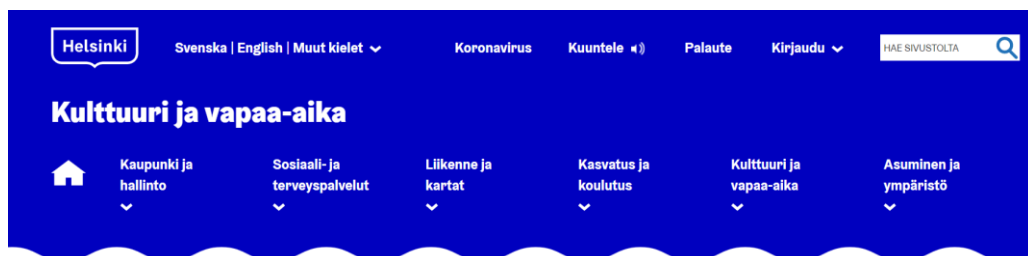 Helsinki
Svenska | English | Muut kielet
Koronavirus
Kuuntele
Palaute
Kirjaudu
HAE SIVUSTOLTA
Kulttuuri ja vapaa-aika
Kaupunki ja
hallinto
Sosiaali- ja
terveyspalvelut
Liikenne ja
kartat
Kasvatus ja
koulutus
Kulttuuri ja
vapaa-aika
Asuminen ja
ympäristö